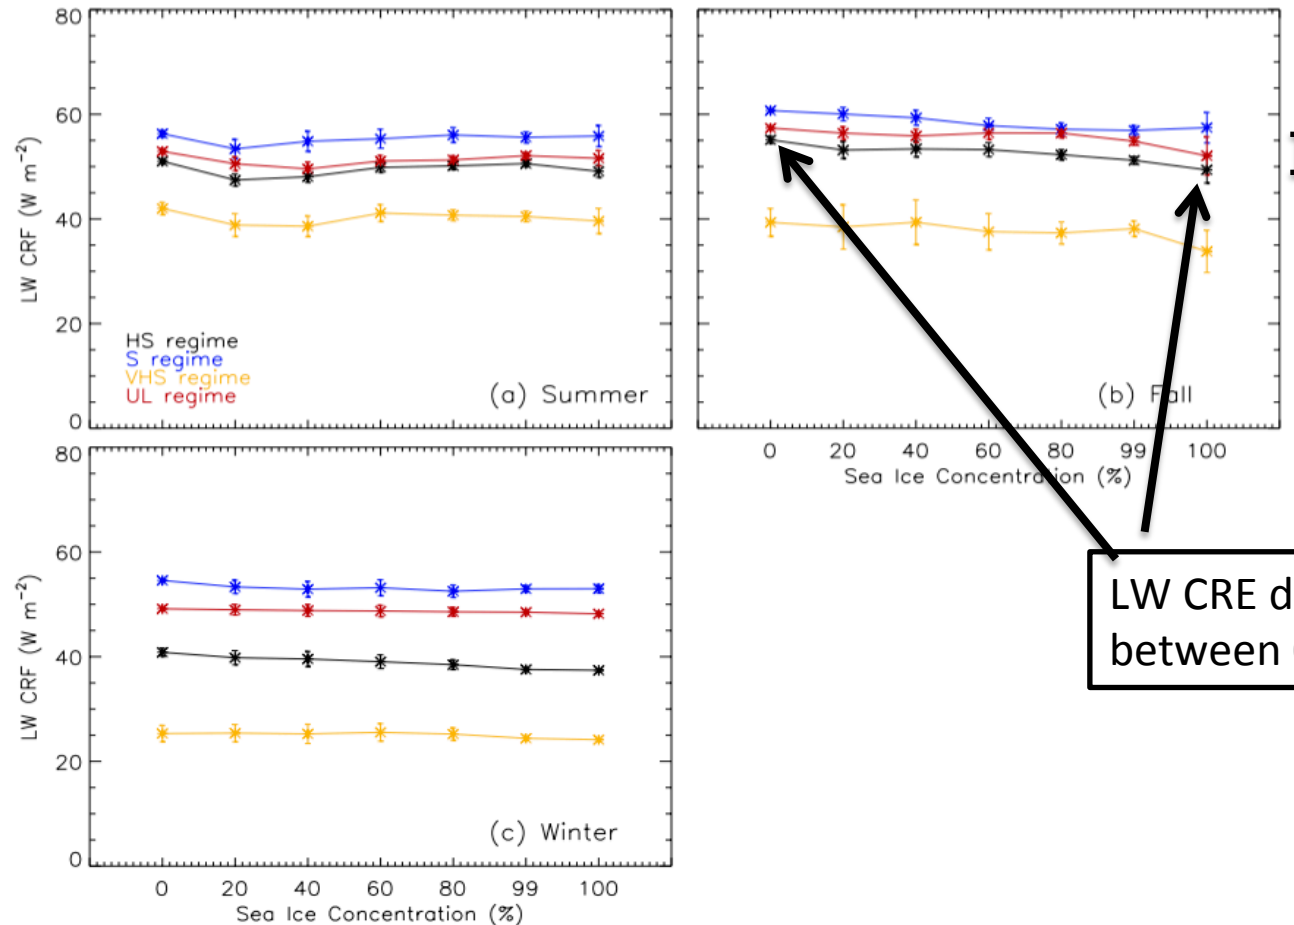 80
60
40
20
0
LW CRF (W m⁻²)
HS regime
S regime
VHS regime
UL regime
(a) Summer
(b) Fall
0 20 40 60 80 99 100
Sea Ice Concentration (%)
LW CRE d
between
80
60
40
20
0
LW CRF (W m⁻²)
(c) Winter
0 20 40 60 80 99 100
Sea Ice Concentration (%)